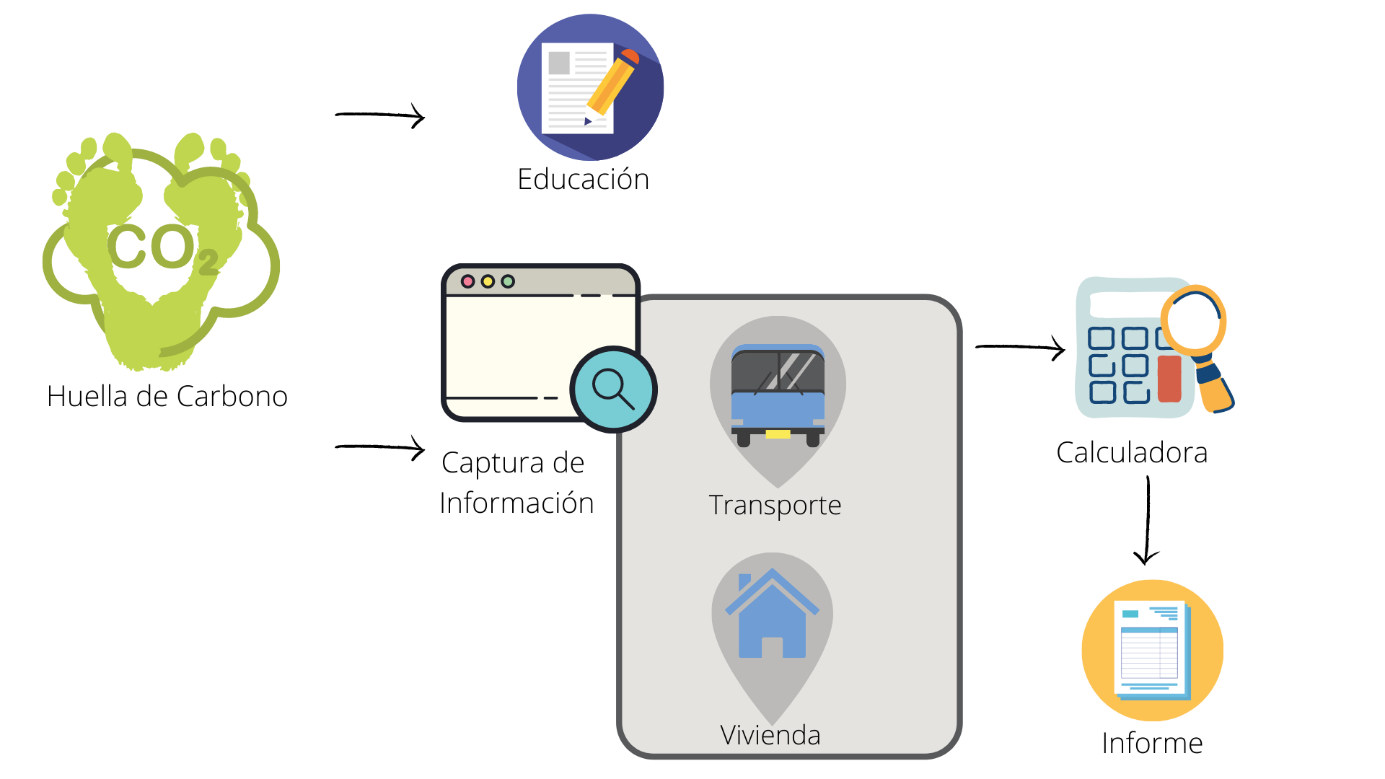 Educación
CO2
Huella de Carbono
Captura de
Información
Transporte
Vivienda
Calculadora
Informe